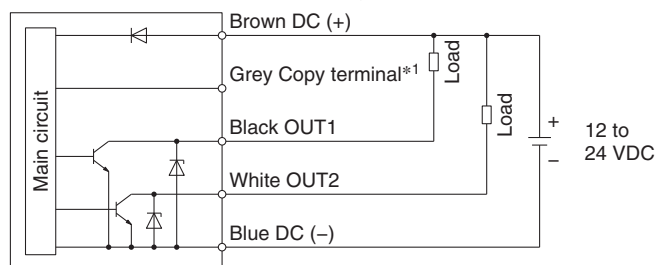 Brown DC (+)
Grey Copy terminal*1
Load
Load
Black OUT1
Main circuit
+
12 to
24 VDC
−
White OUT2
Blue DC (−)